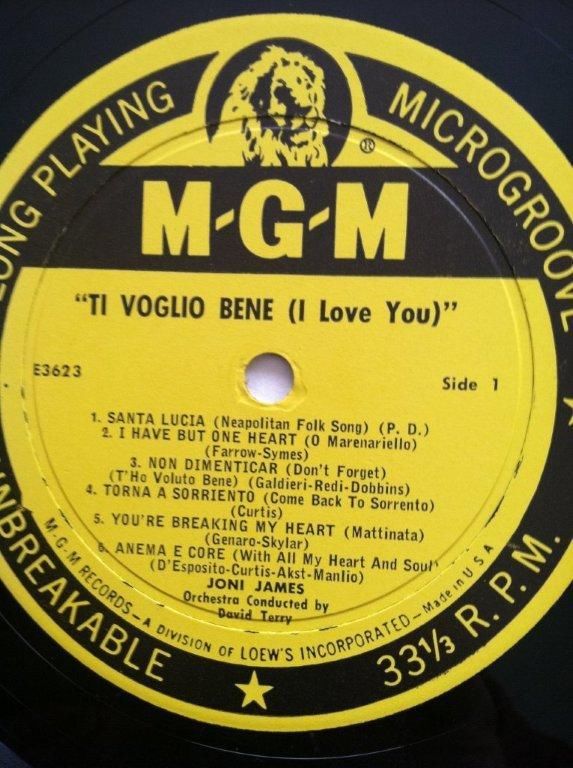 LONG PLAYING
MICROGROOVE
®
M-G-M
"TI VOGLIO BENE (I Love You)"
E3623
Side 1
1. SANTA LUCIA (Neapolitan Folk Song) (P. D.)
2. I HAVE BUT ONE HEART (O Marenariello)
(Farrow-Symes)
3. NON DIMENTICAR (Don't Forget)
(T'Ho Voluto Bene) (Galdieri-Redi-Dobbins)
4. TORNA A SORRIENTO (Come Back To Sorrento)
(Curtis)
5. YOU'RE BREAKING MY HEART (Mattinata)
(Genaro-Skylar)
6. ANEMA E CORE (With All My Heart And Soul)
(D'Esposito-Curtis-Akst-Manlio)
JONI JAMES
Orchestra Conducted by
David Terry
M-G-M RECORDS—A DIVISION OF LOEW'S INCORPORATED—Made in U S A
UNBREAKABLE
33⅓ R. P. M.